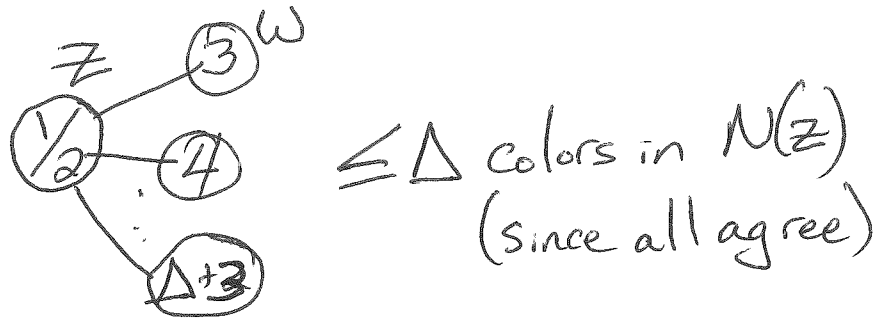 Z
3 W
1/2
4
Δ+3
≤Δ colors in N(z)
(since all agree)